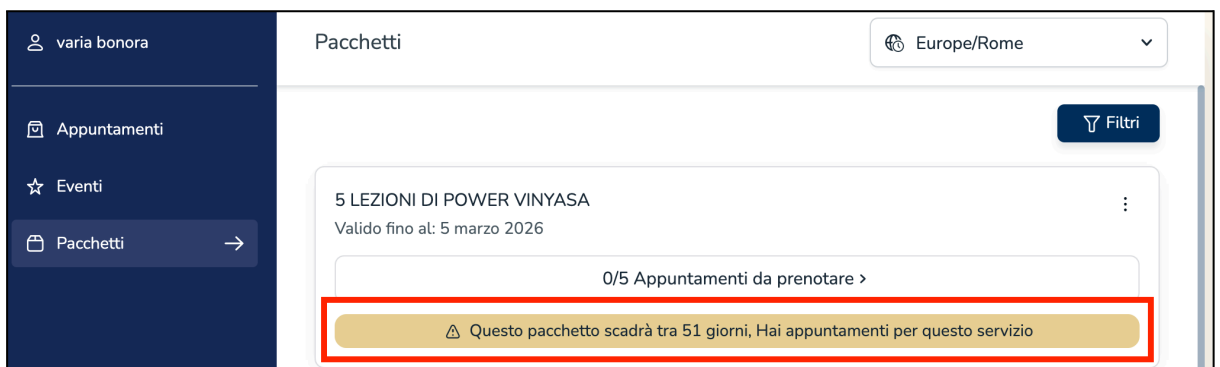 varia bonora
Pacchetti
Europe/Rome
Appuntamenti
Filtri
Eventi
5 LEZIONI DI POWER VINYASA
Valido fino al: 5 marzo 2026
Pacchetti
0/5 Appuntamenti da prenotare >
Questo pacchetto scadrà tra 51 giorni, Hai appuntamenti per questo servizio